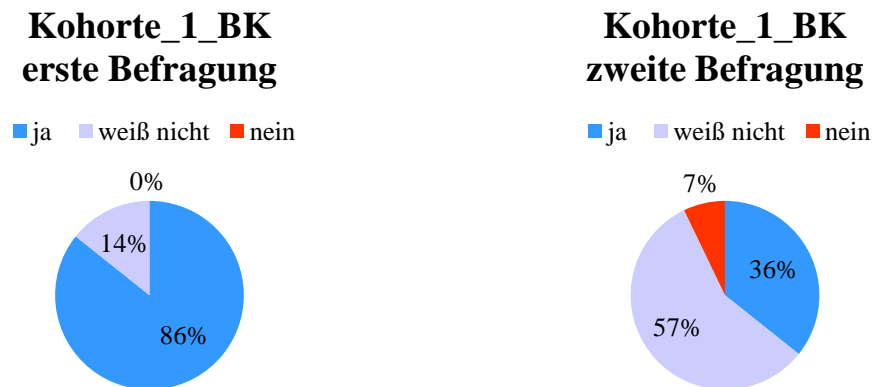 Kohorte_1_BK
erste Befragung
ja weiß nicht nein
0%
14%
86%
Kohorte_1_BK
zweite Befragung
ja weiß nicht nein
7%
36%
57%